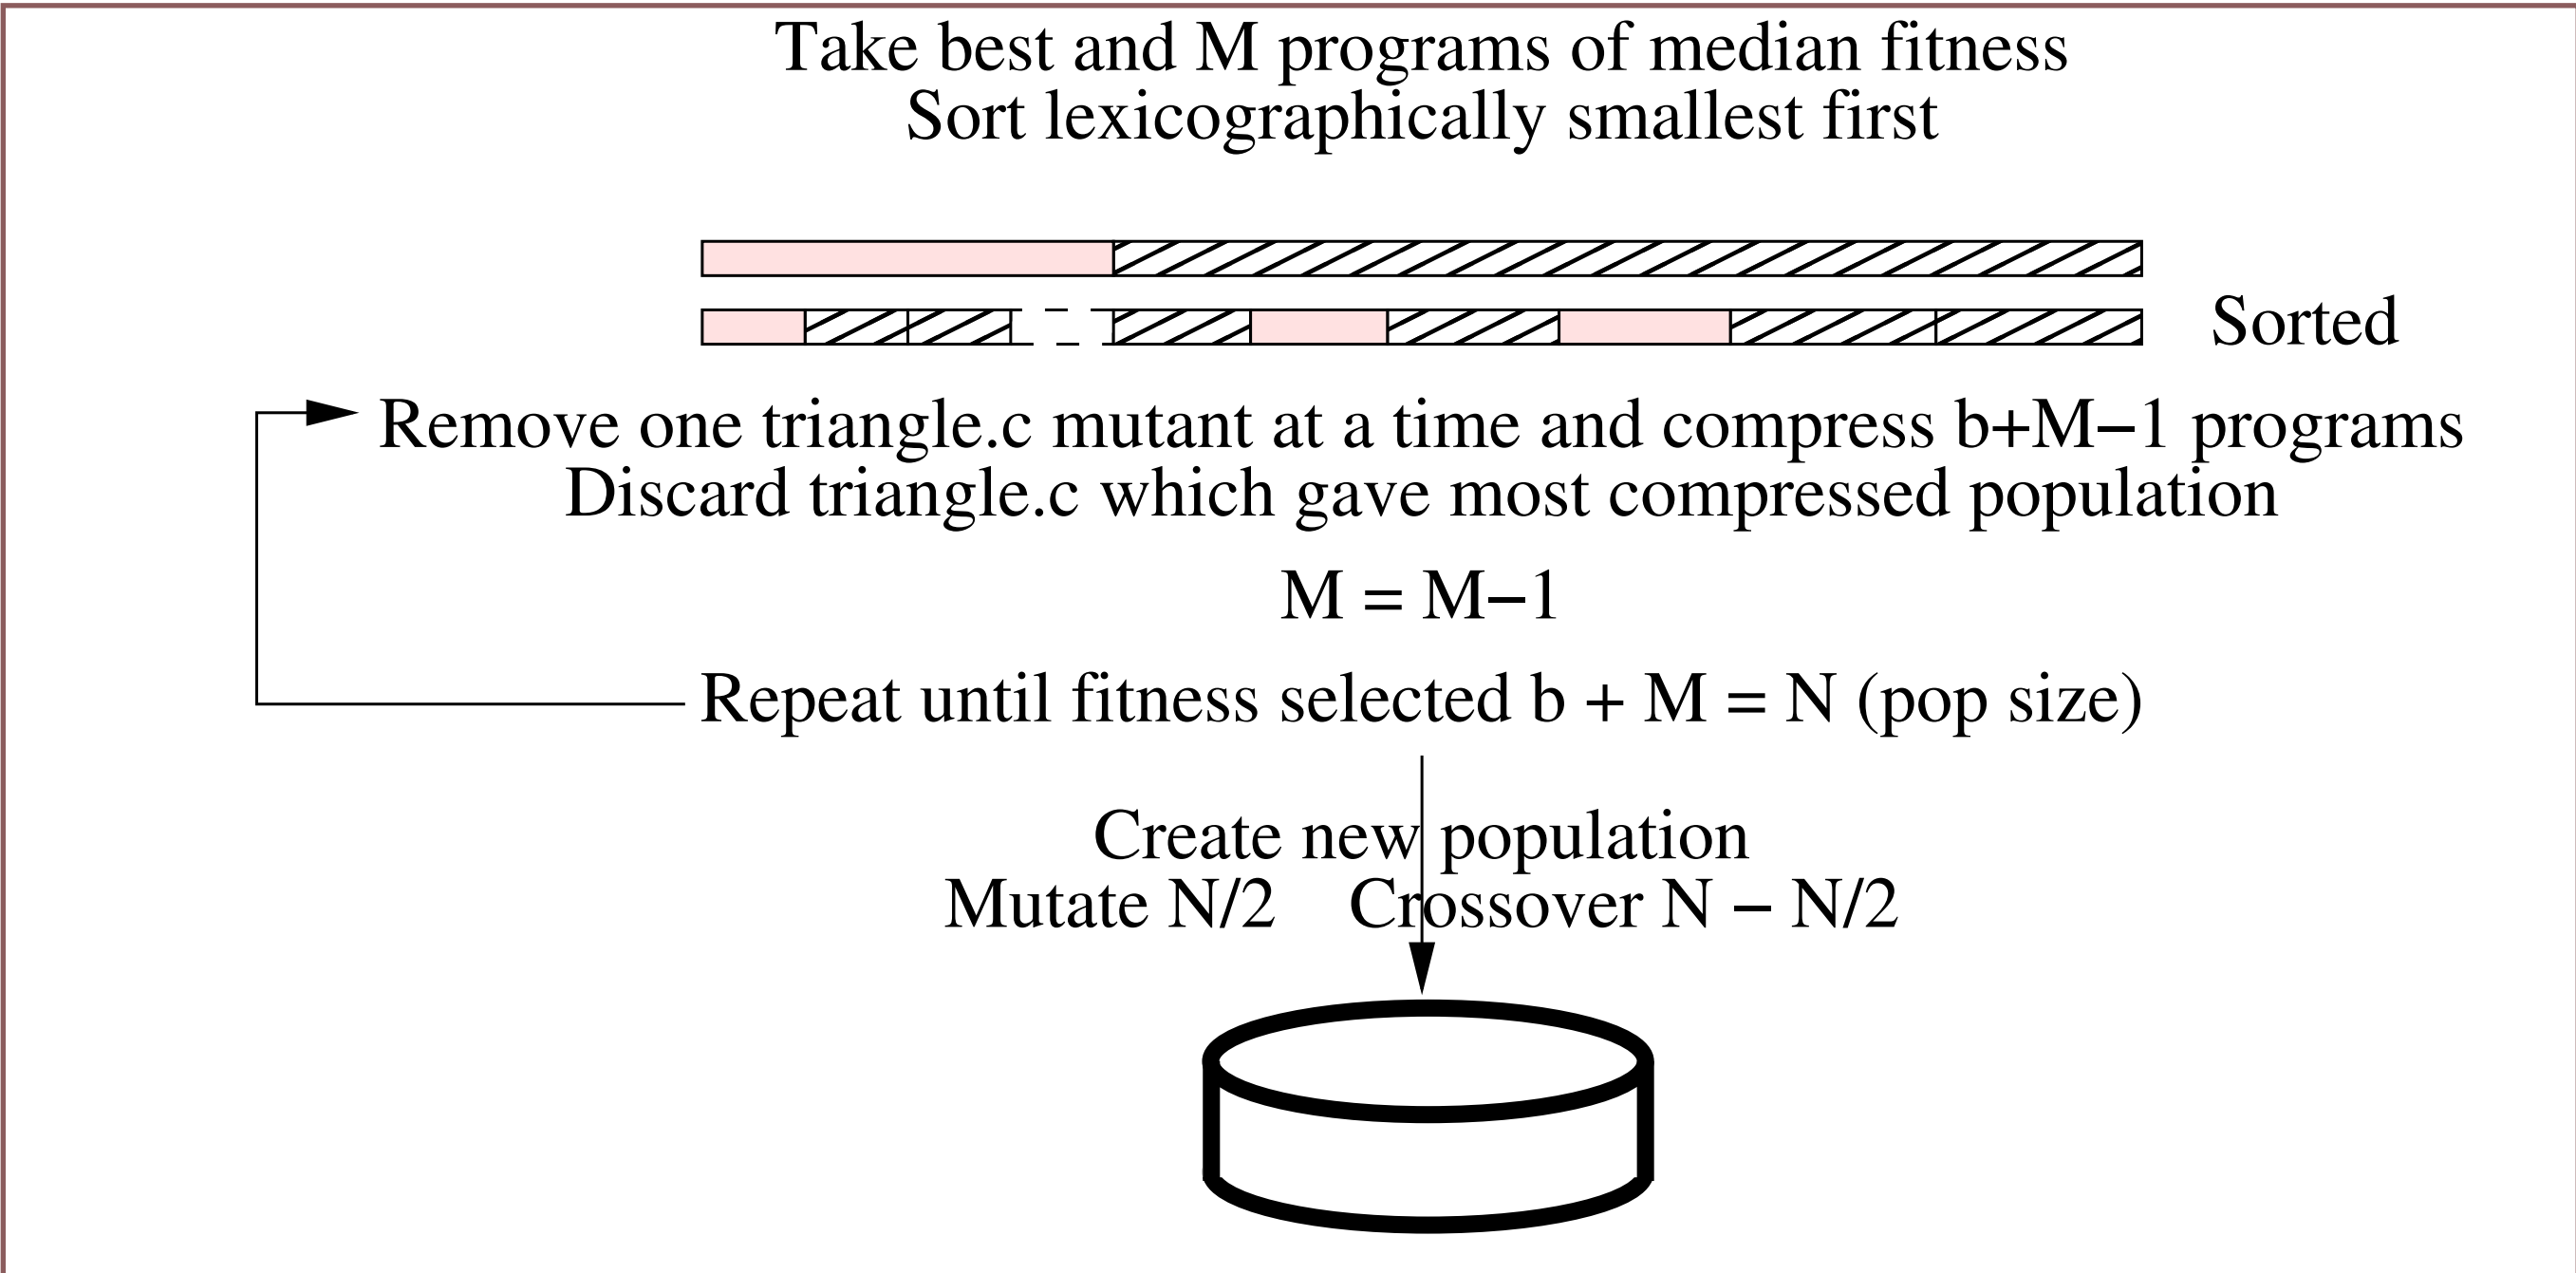 Take best and M programs of median fitness
Sort lexicographically smallest first
Sorted
Remove one triangle.c mutant at a time and compress b+M−1 programs
Discard triangle.c which gave most compressed population
M = M−1
Repeat until fitness selected b + M = N (pop size)
Create new population
Mutate N/2 Crossover N − N/2